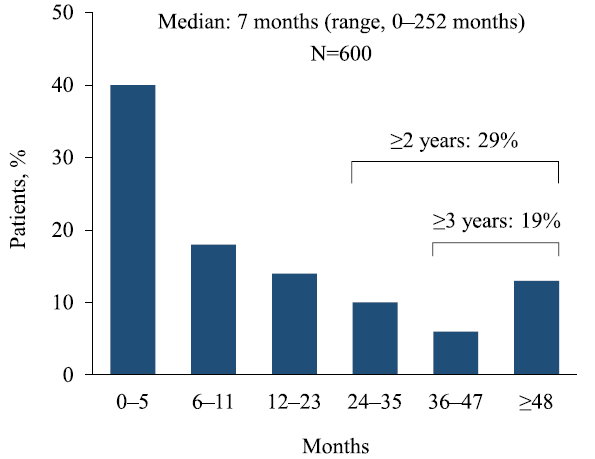 Median: 7 months (range, 0–252 months)
N=600
50
40
30
20
10
0
Patients, %
≥2 years: 29%
≥3 years: 19%
0–5 6–11 12–23 24–35 36–47 ≥48
Months